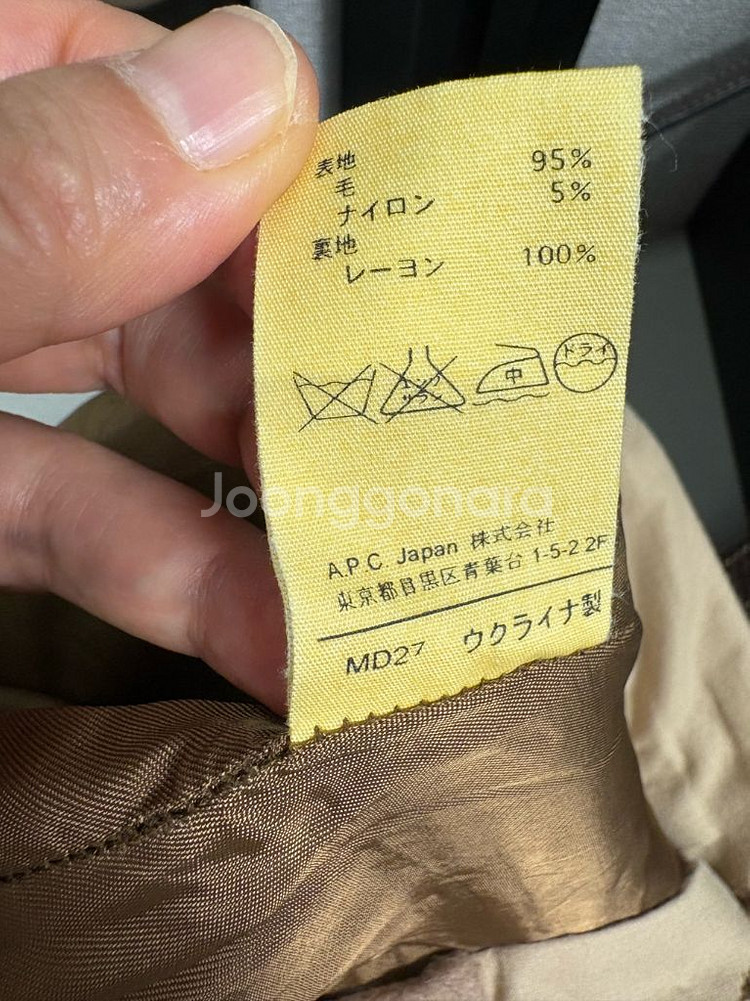 表地
毛 95%
ナイロン 5%
裏地
レーヨン 100%
中
ドライ
Joonggonara
A.P.C Japan 株式会社
東京都目黒区青葉台 1-5-2 2F
MD27 ウクライナ製